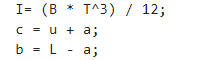 I= (B * T^3) / 12;
c = u + a;
b = L - a;